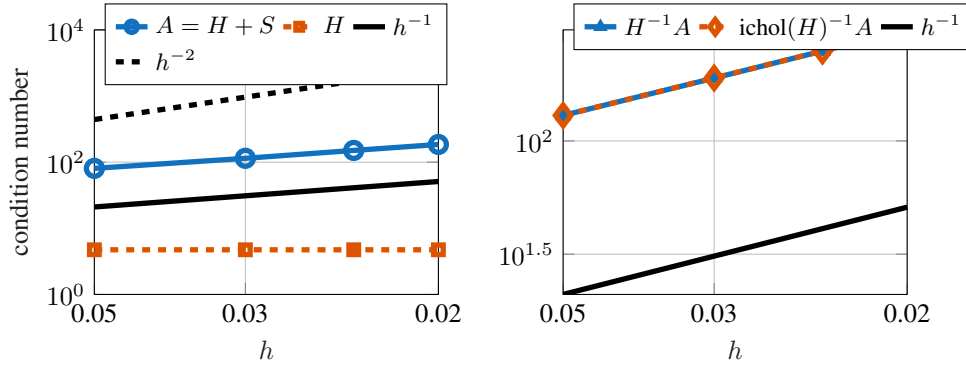 10^4
A = H + S H h^{-1}
h^{-2}
10^2
10^0
condition number
0.05 0.03 0.02
h
H^{-1}A ichol(H)^{-1}A h^{-1}
10^2
10^{1.5}
0.05 0.03 0.02
h